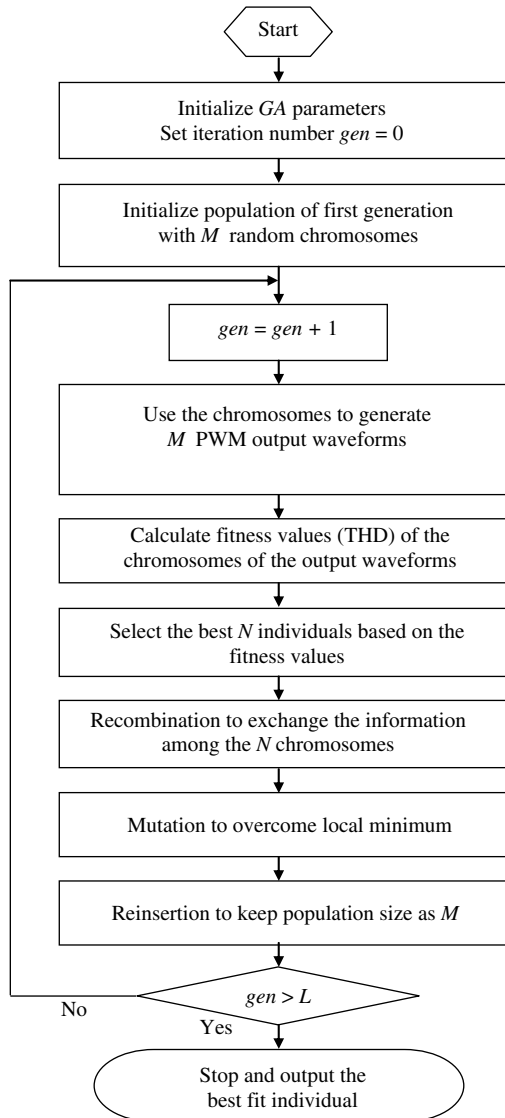 Start
Initialize GA parameters
Set iteration number gen = 0
Initialize population of first generation
with M random chromosomes
gen = gen + 1
Use the chromosomes to generate
M PWM output waveforms
Calculate fitness values (THD) of the
chromosomes of the output waveforms
Select the best N individuals based on the
fitness values
Recombination to exchange the information
among the N chromosomes
Mutation to overcome local minimum
Reinsertion to keep population size as M
gen > L
No
Yes
Stop and output the
best fit individual